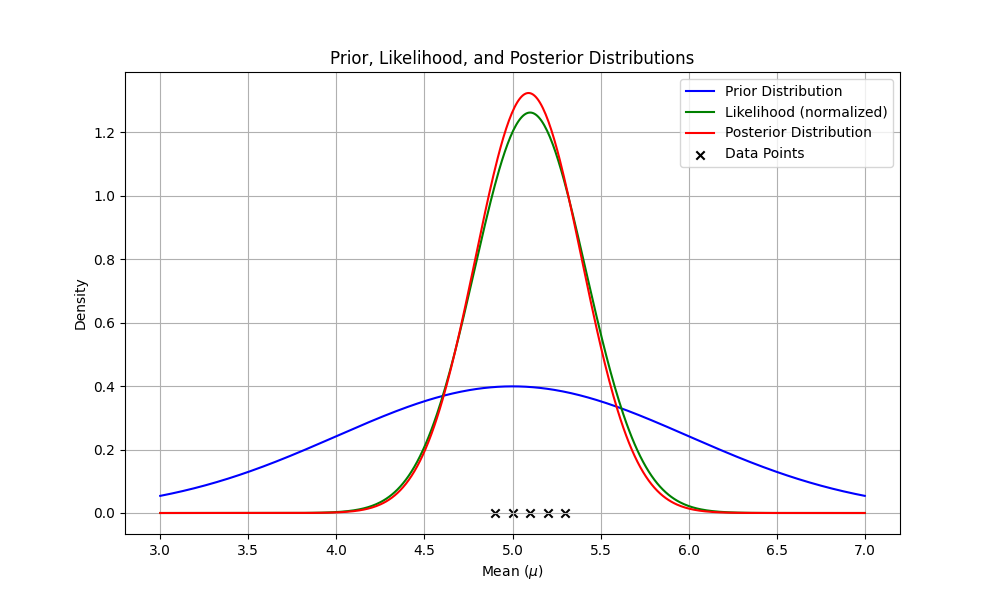 Prior, Likelihood, and Posterior Distributions
Prior Distribution
Likelihood (normalized)
Posterior Distribution
Data Points
Density
1.2
1.0
0.8
0.6
0.4
0.2
0.0
3.0 3.5 4.0 4.5 5.0 5.5 6.0 6.5 7.0
Mean (μ)